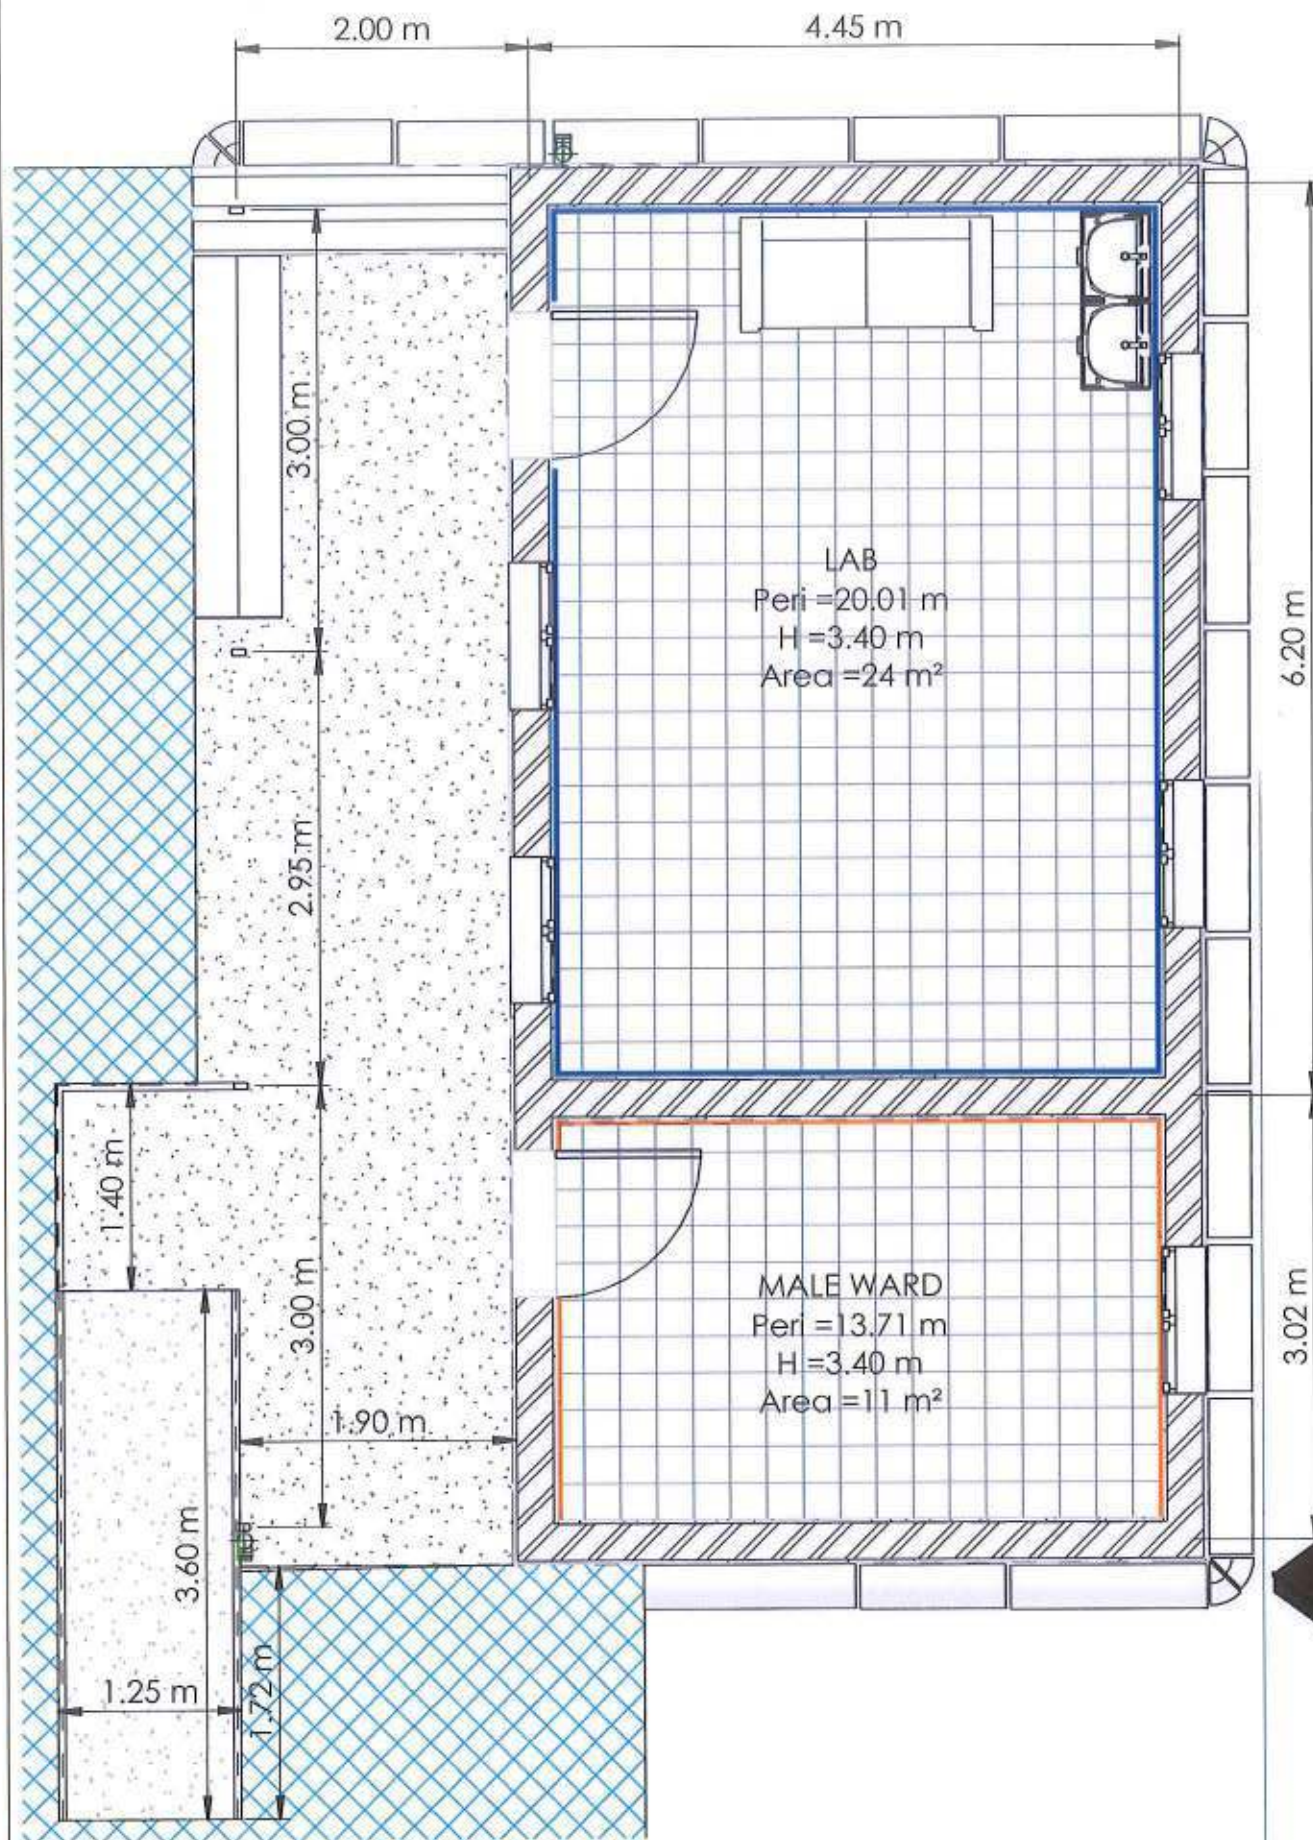 2.00 m
4.45 m
3.00 m
LAB
Peri =20.01 m
H =3.40 m
Area =24 m²
6.20 m
2.95 m
1.40 m
3.00 m
MALE WARD
Peri =13.71 m
H =3.40 m
Area =11 m²
3.02 m
1.90 m
3.60 m
1.25 m
1.72 m